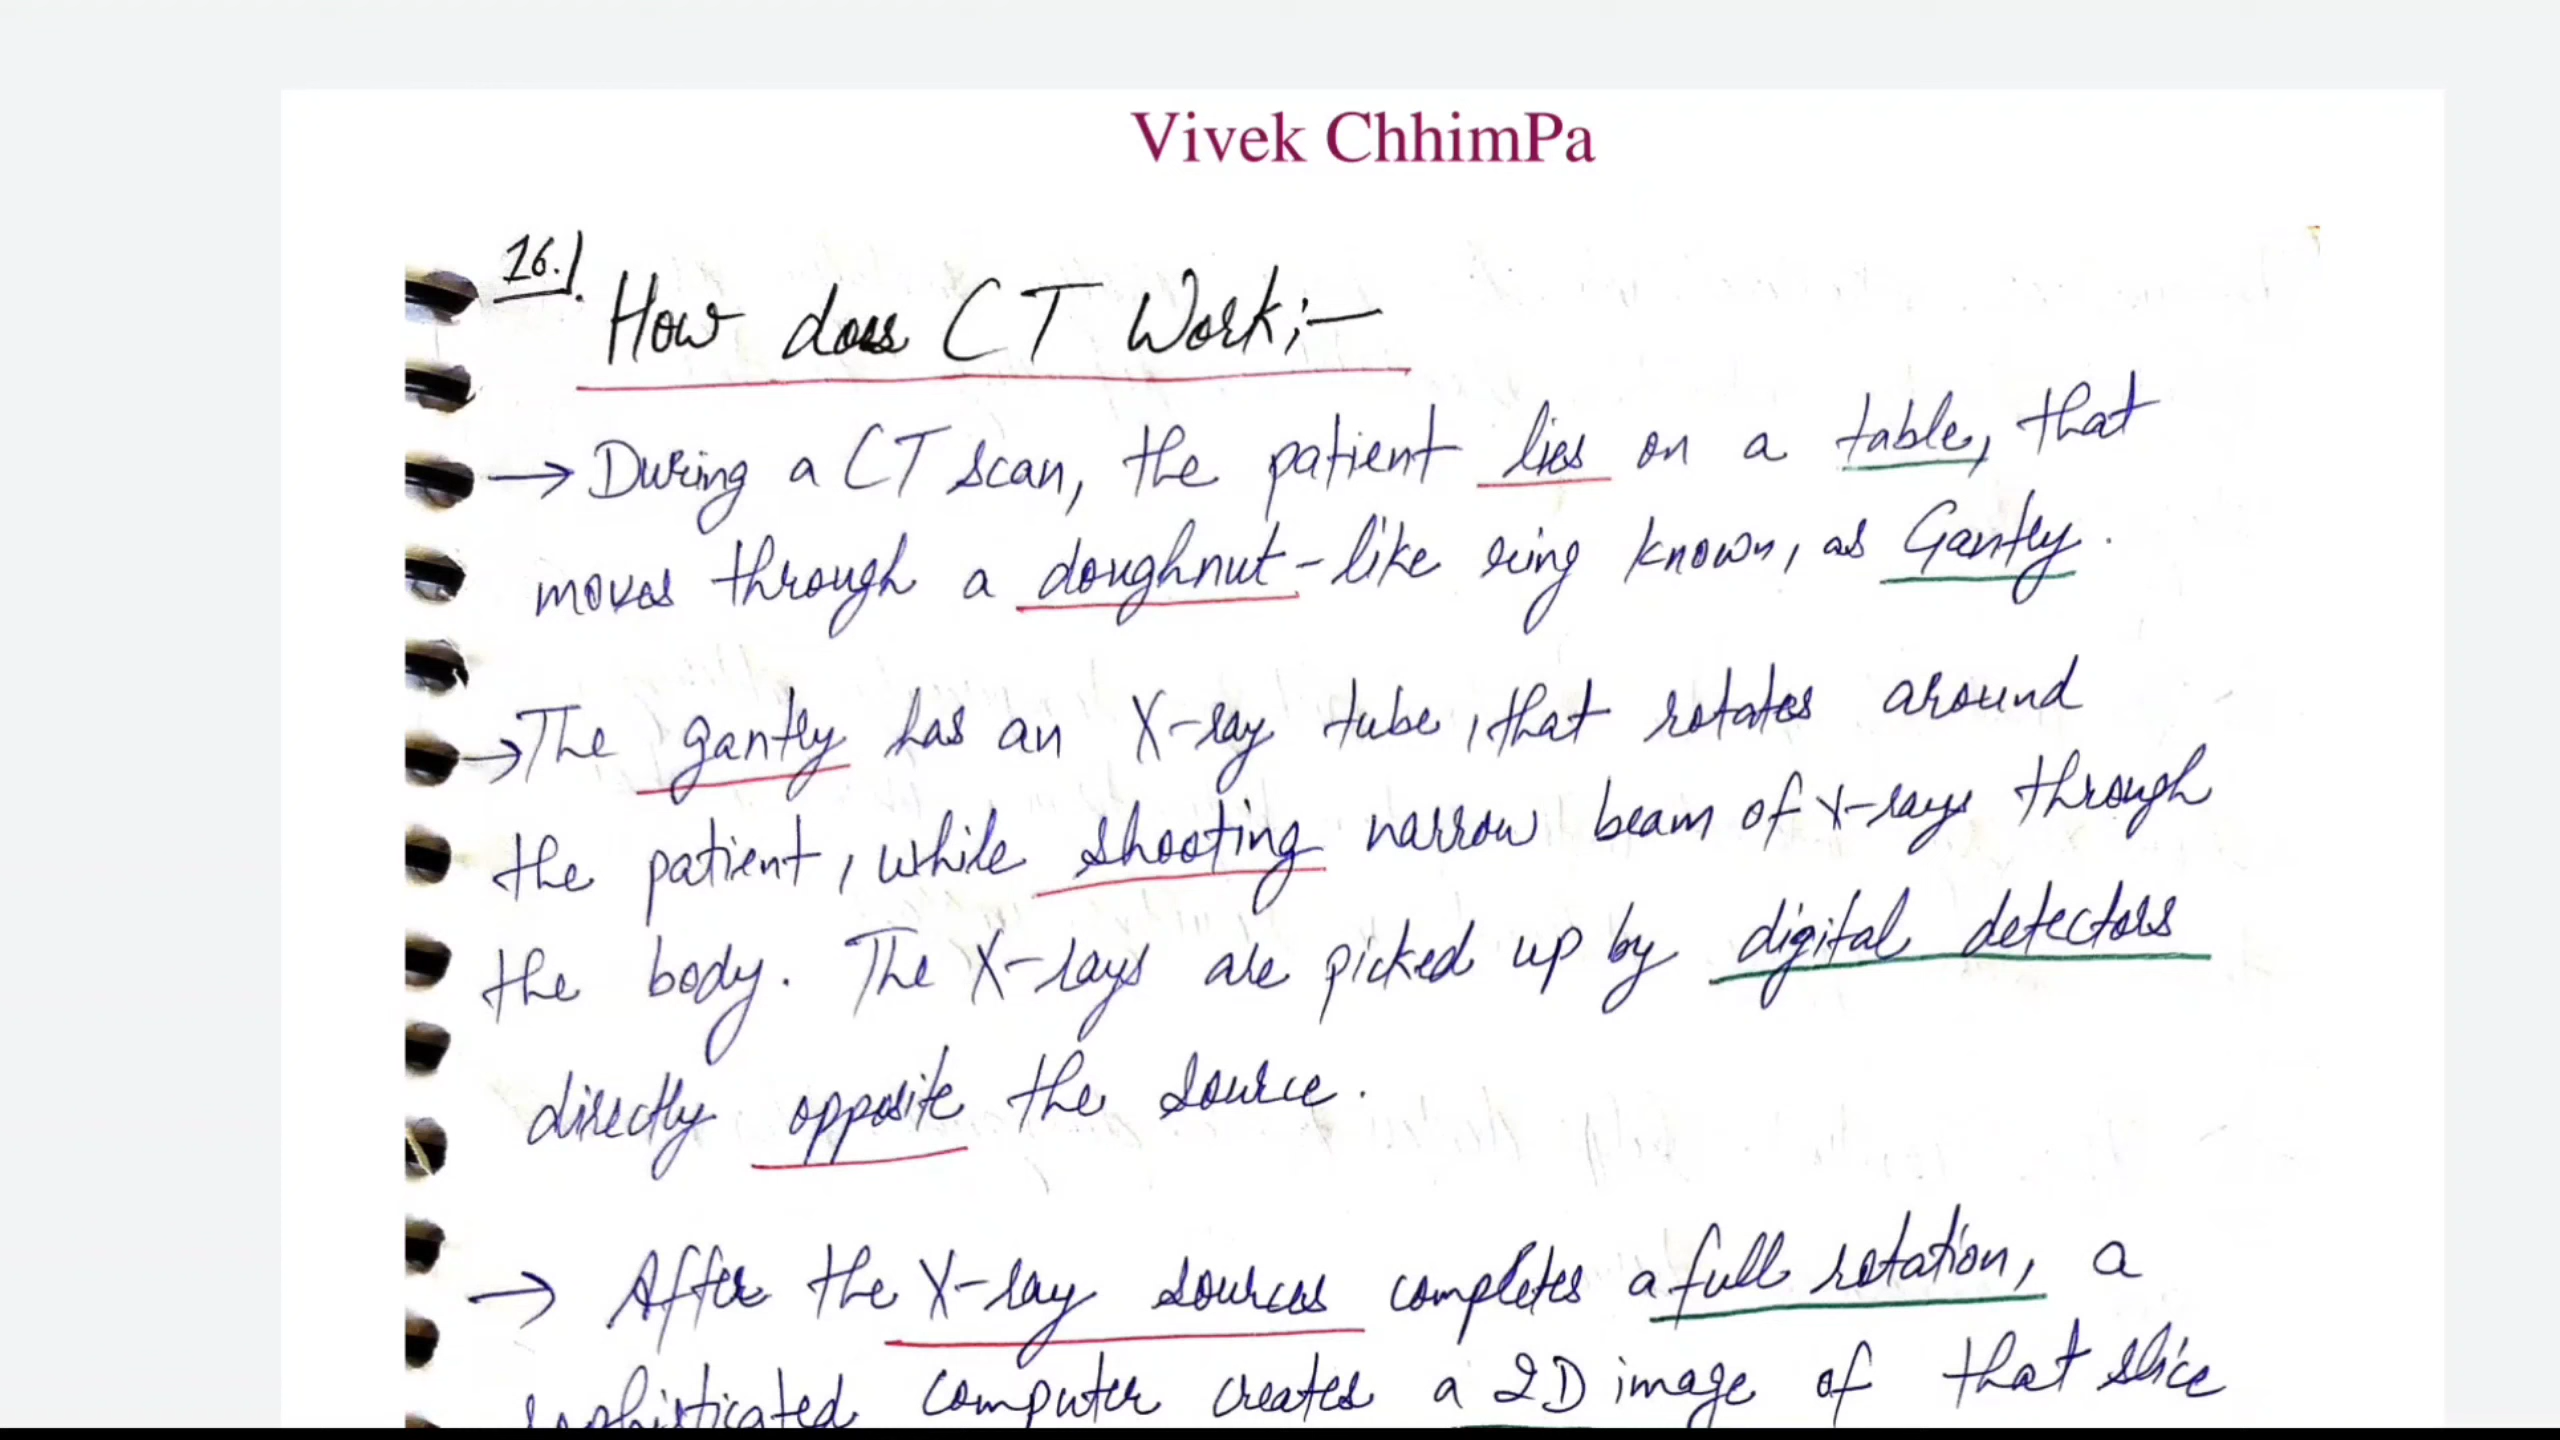 Vivek ChhimPa
16.)
How does CT Work;-
→ During a CT scan, the patient lies on a table, that
moves through a doughnut-like ring known, as Gantry.
→ The gantry has an X-ray tube, that rotates around
the patient, while shooting narrow beam of X-rays through
the body. The X-rays are picked up by digital detectors
directly opposite the source.
→ After the X-ray sources completes a full rotation, a
sophisticated computer creates a 2D image of that slice